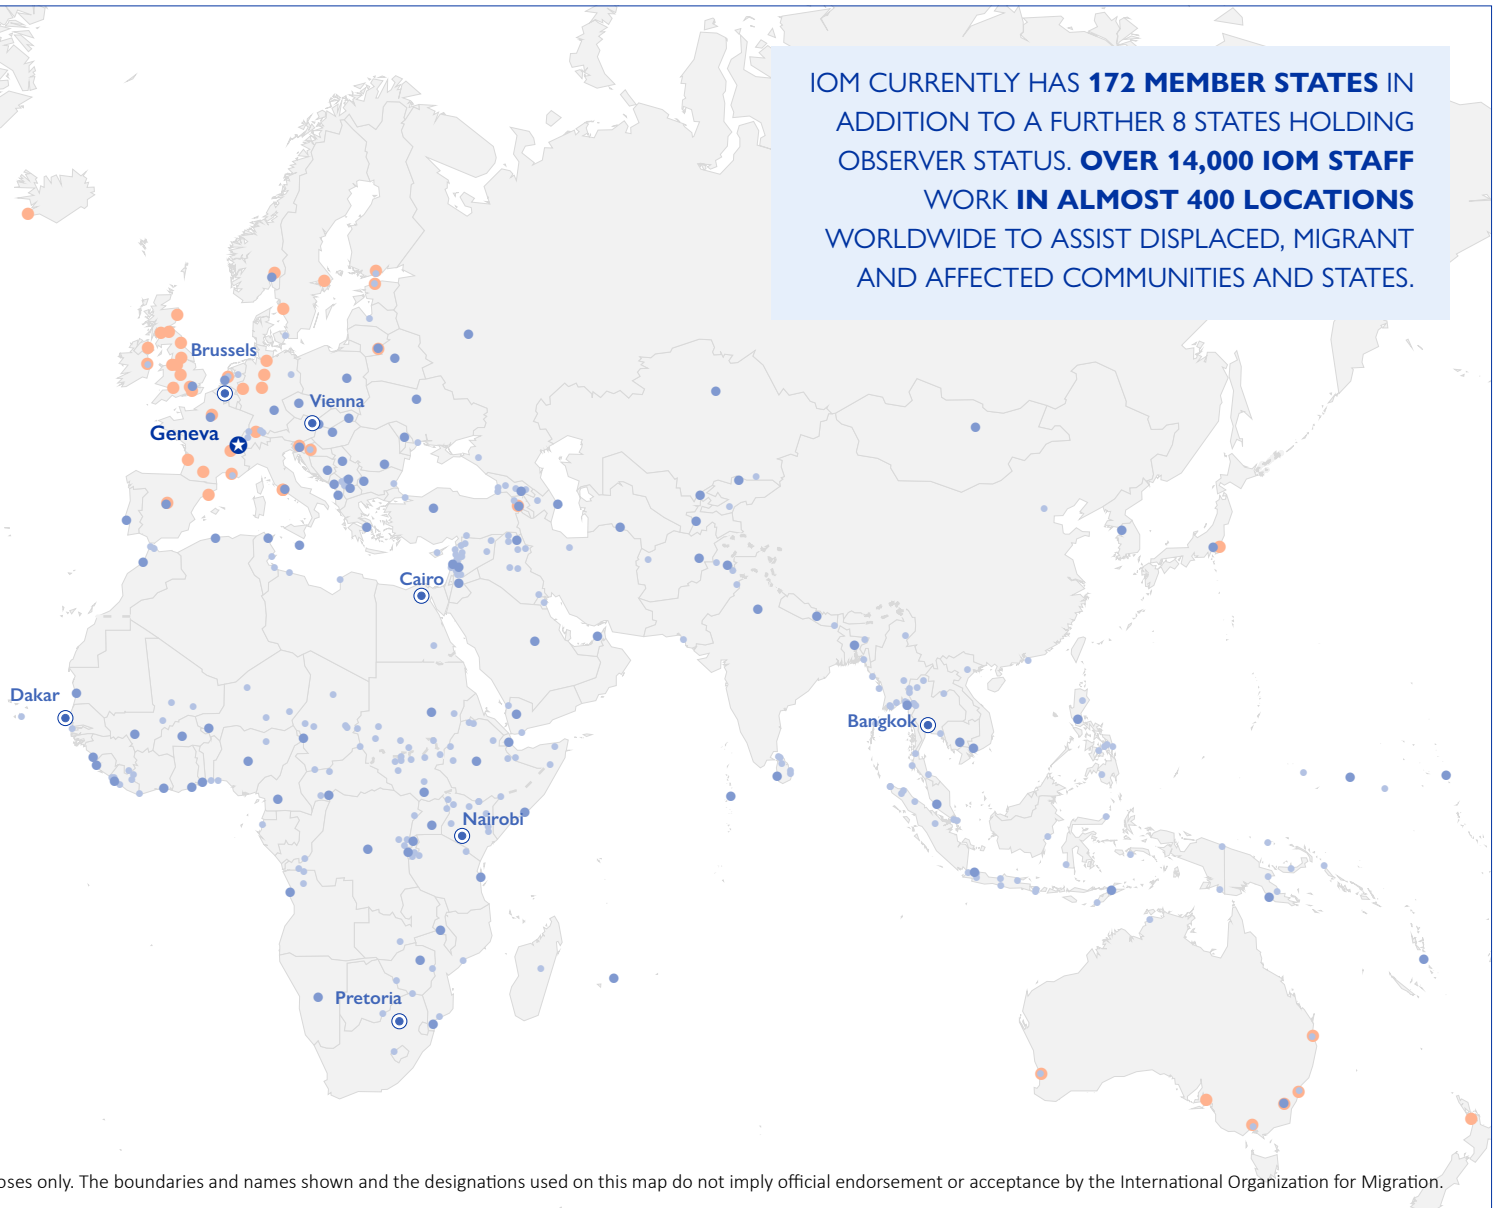 IOM CURRENTLY HAS 172 MEMBER STATES IN
ADDITION TO A FURTHER 8 STATES HOLDING
OBSERVER STATUS. OVER 14,000 IOM STAFF
WORK IN ALMOST 400 LOCATIONS
WORLDWIDE TO ASSIST DISPLACED, MIGRANT
AND AFFECTED COMMUNITIES AND STATES.
Brussels
Vienna
Geneva
Cairo
Dakar
Bangkok
Nairobi
Pretoria
oses only. The boundaries and names shown and the designations used on this map do not imply official endorsement or acceptance by the International Organization for Migration.